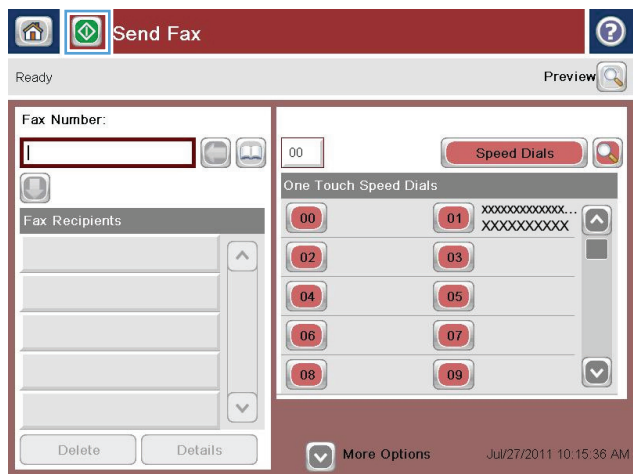 Send Fax
?
Ready
Preview
Fax Number:
00
Speed Dials
One Touch Speed Dials
Fax Recipients
00
01
XXXXXXXXXXXX...
XXXXXXXXXX
02
03
04
05
06
07
08
09
Delete
Details
More Options
Jul/27/2011 10:15:36 AM